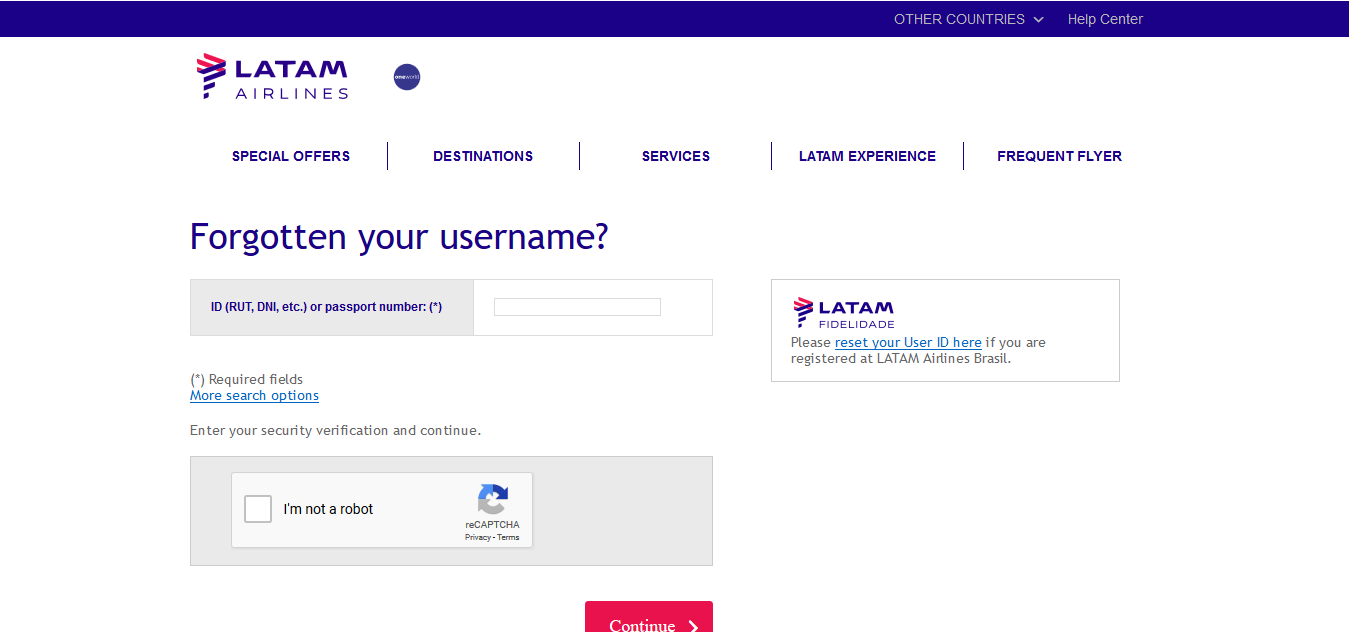 OTHER COUNTRIES Help Center
LATAM
AIRLINES
oneworld
SPECIAL OFFERS DESTINATIONS SERVICES LATAM EXPERIENCE FREQUENT FLYER
Forgotten your username?
ID (RUT, DNI, etc.) or passport number: (*)
LATAM
FIDELIDADE
Please reset your User ID here if you are
registered at LATAM Airlines Brasil.
(*) Required fields
More search options
Enter your security verification and continue.
I'm not a robot
reCAPTCHA
Privacy - Terms
Continue